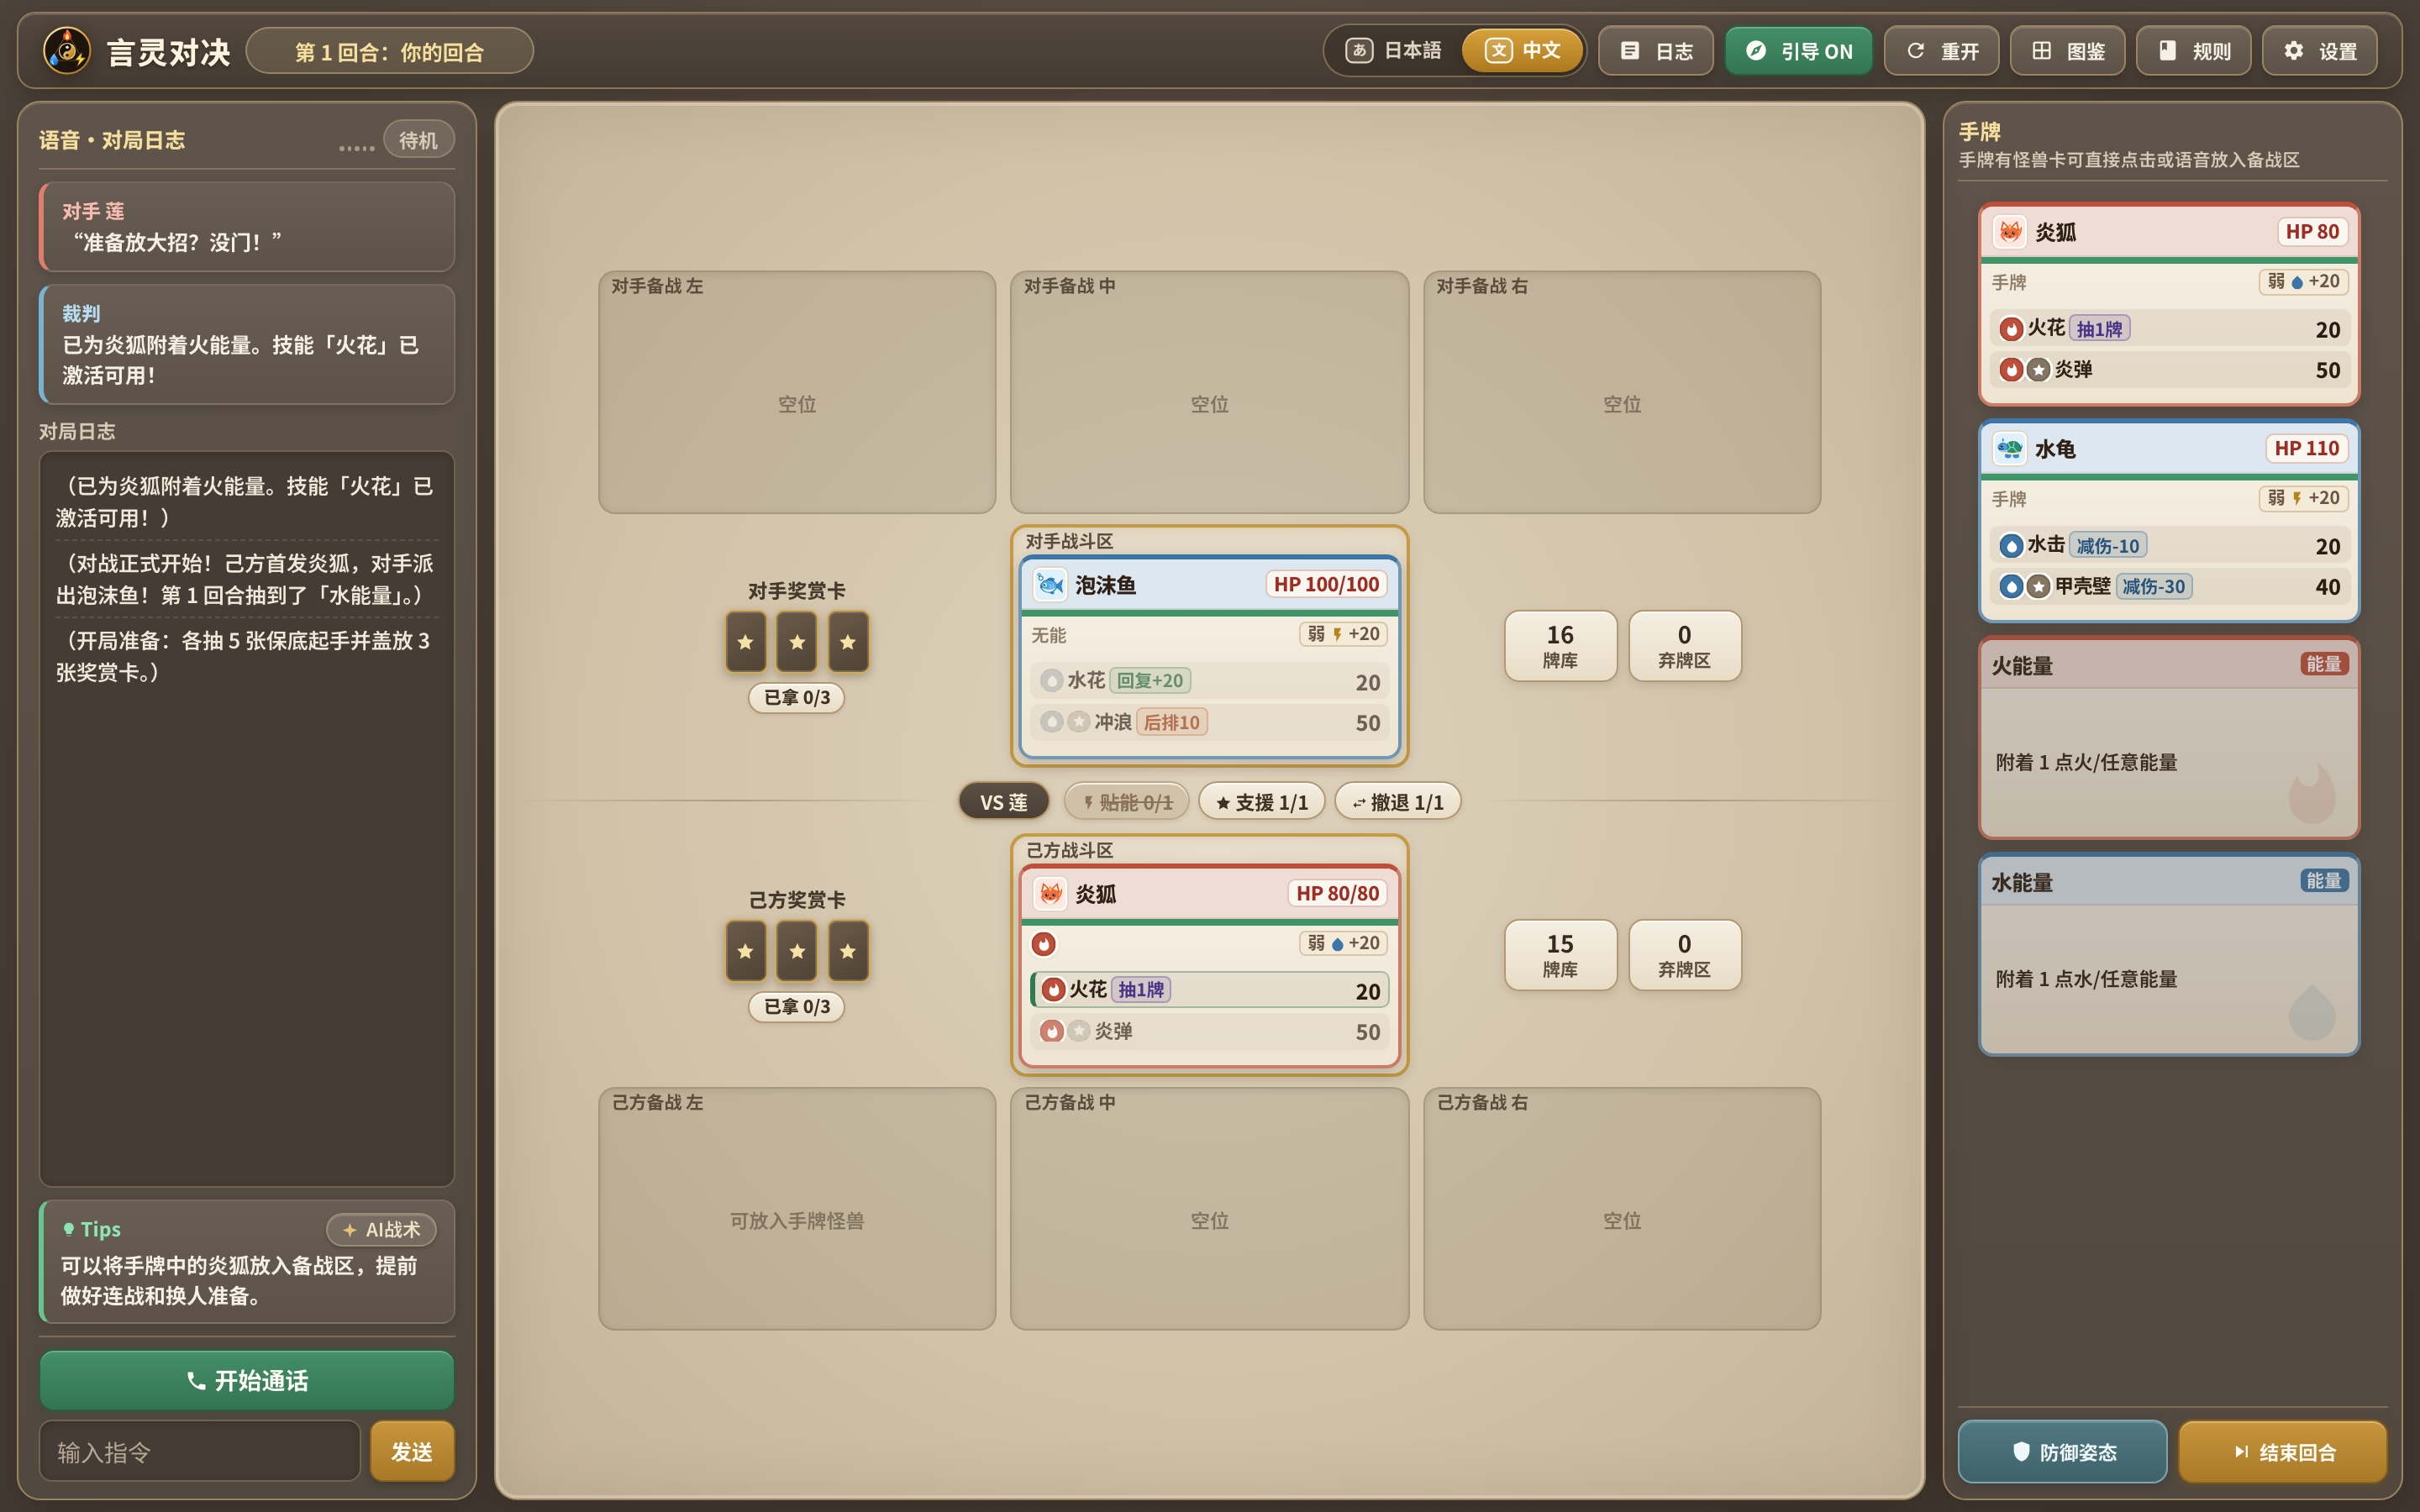 言灵对决
第 1 回合：你的回合
あ 日本語
文 中文
日志
引导 ON
重开
图鉴
规则
设置
语音・对局日志
待机
对手 莲
“准备放大招？没门！”
裁判
已为炎狐附着火能量。技能「火花」已
激活可用！
对局日志
（已为炎狐附着火能量。技能「火花」已
激活可用！）
（对战正式开始！己方首发炎狐，对手派
出泡沫鱼！第 1 回合抽到了「水能量」。）
（开局准备：各抽 5 张保底起手并盖放 3
张奖赏卡。）
Tips
AI战术
可以将手牌中的炎狐放入备战区，提前
做好连战和换人准备。
开始通话
输入指令
发送
对手备战 左
空位
对手备战 中
空位
对手备战 右
空位
对手奖赏卡
已拿 0/3
对手战斗区
泡沫鱼
HP 100/100
无能
弱 +20
水花 回复+20 20
冲浪 后排10 50
16
牌库
0
弃牌区
VS 莲
贴能 0/1
支援 1/1
撤退 1/1
己方奖赏卡
已拿 0/3
己方战斗区
炎狐
HP 80/80
弱 +20
火花 抽1牌 20
炎弹 50
15
牌库
0
弃牌区
己方备战 左
可放入手牌怪兽
己方备战 中
空位
己方备战 右
空位
手牌
手牌有怪兽卡可直接点击或语音放入备战区
炎狐
HP 80
手牌
弱 +20
火花 抽1牌 20
炎弹 50
水龟
HP 110
手牌
弱 +20
水击 减伤-10 20
甲壳壁 减伤-30 40
火能量
能量
附着 1 点火/任意能量
水能量
能量
附着 1 点水/任意能量
防御姿态
结束回合